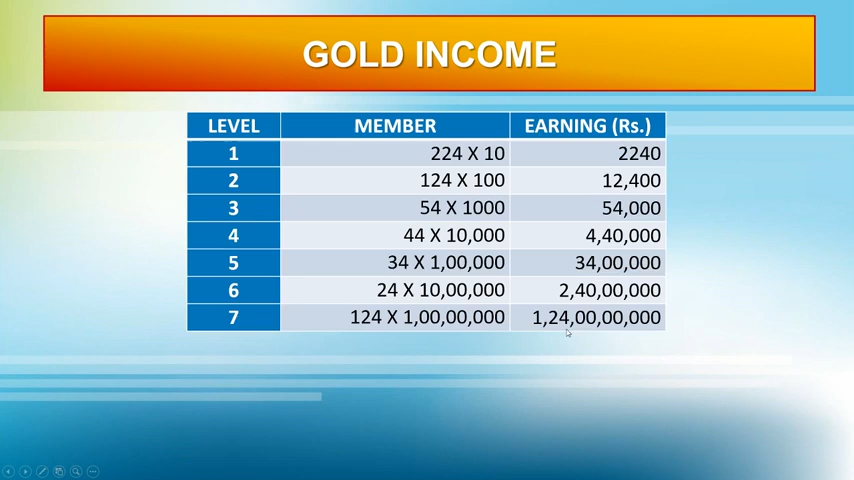 GOLD INCOME
LEVEL MEMBER EARNING (Rs.)
1 224 X 10 2240
2 124 X 100 12,400
3 54 X 1000 54,000
4 44 X 10,000 4,40,000
5 34 X 1,00,000 34,00,000
6 24 X 10,00,000 2,40,00,000
7 124 X 1,00,00,000 1,24,00,00,000